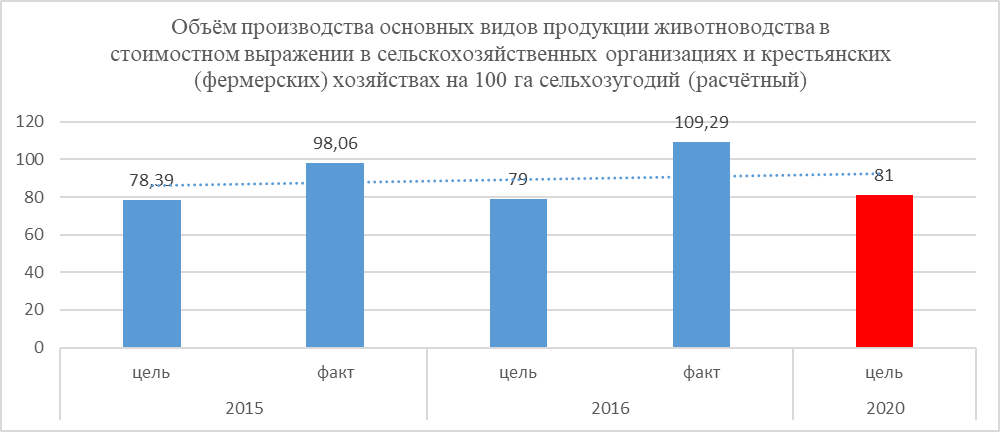 Объём производства основных видов продукции животноводства в
стоимостном выражении в сельскохозяйственных организациях и крестьянских
(фермерских) хозяйствах на 100 га сельхозугодий (расчётный)
120
100
80
60
40
20
0
78,39
98,06
79
109,29
81
цель
факт
цель
факт
цель
2015
2016
2020